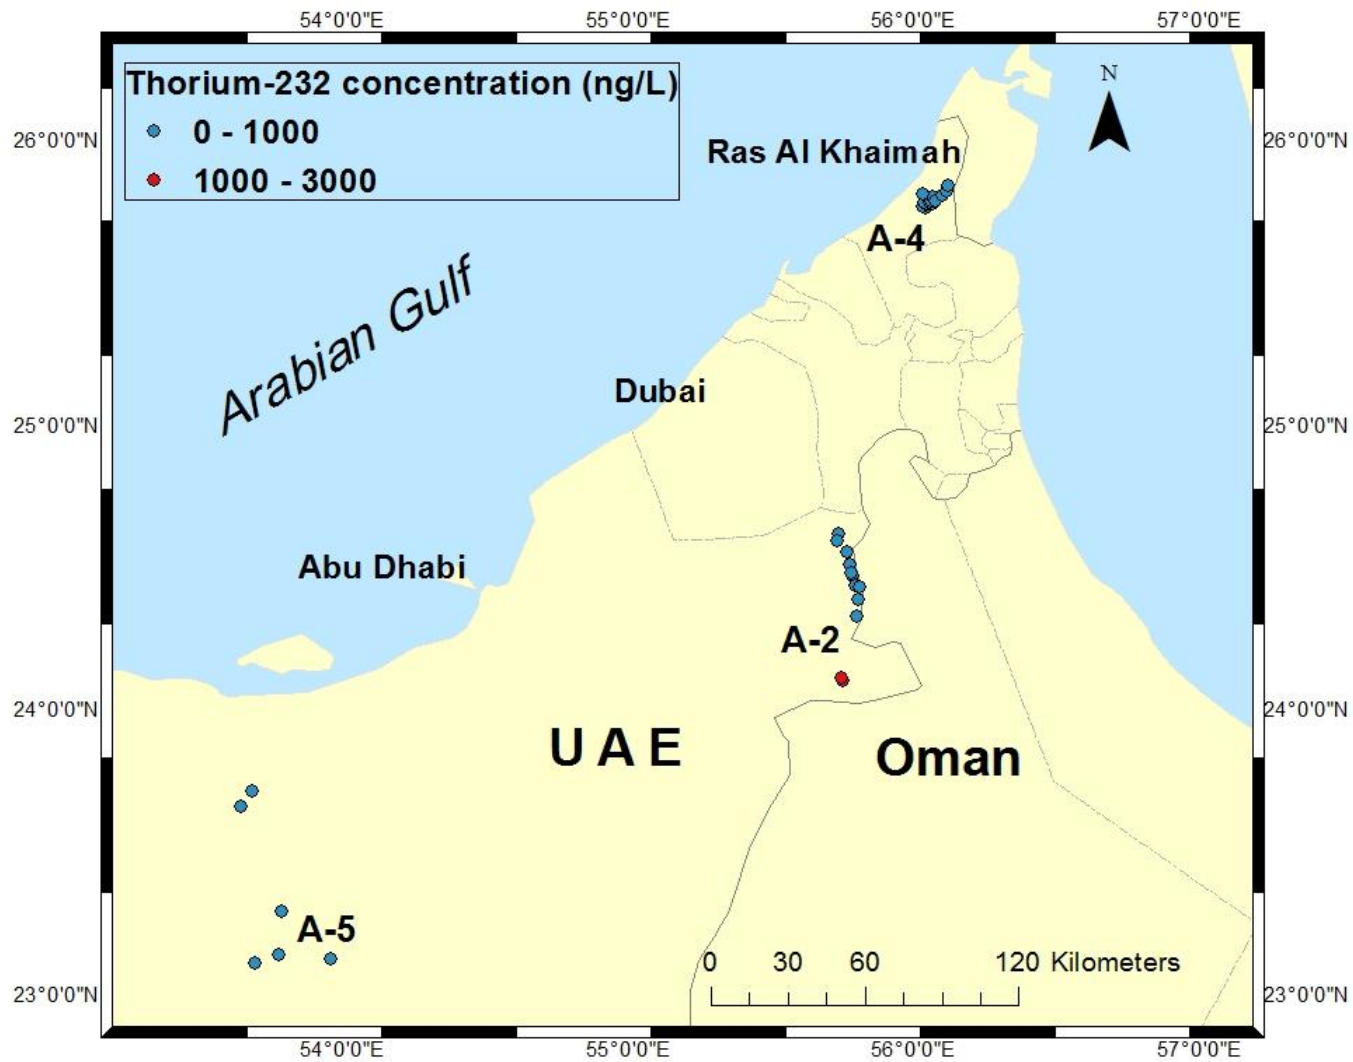 54°0'0"E 55°0'0"E 56°0'0"E 57°0'0"E
Thorium-232 concentration (ng/L)
0 - 1000
1000 - 3000
N
26°0'0"N 26°0'0"N
Ras Al Khaimah
A-4
Arabian Gulf
Dubai
25°0'0"N 25°0'0"N
Abu Dhabi
A-2
24°0'0"N 24°0'0"N
U A E
Oman
A-5
0 30 60 120 Kilometers
23°0'0"N 23°0'0"N
54°0'0"E 55°0'0"E 56°0'0"E 57°0'0"E